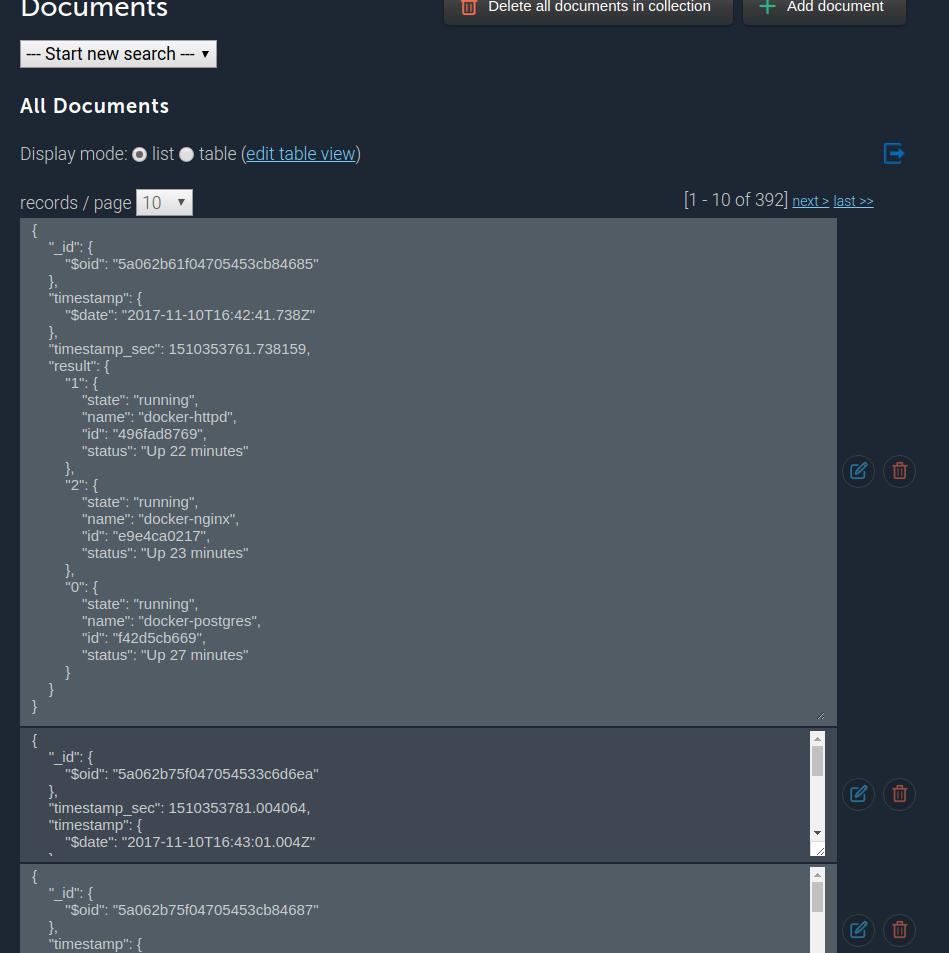 Documents
Delete all documents in collection
Add document
--- Start new search ---
All Documents
Display mode: list table (edit table view)
records / page 10
[1 - 10 of 392] next > last >>
{
"_id": {
"$oid": "5a062b61f04705453cb84685"
},
"timestamp": {
"$date": "2017-11-10T16:42:41.738Z"
},
"timestamp_sec": 1510353761.738159,
"result": {
"1": {
"state": "running",
"name": "docker-httpd",
"id": "496fad8769",
"status": "Up 22 minutes"
},
"2": {
"state": "running",
"name": "docker-nginx",
"id": "e9e4ca0217",
"status": "Up 23 minutes"
},
"0": {
"state": "running",
"name": "docker-postgres",
"id": "f42d5cb669",
"status": "Up 27 minutes"
}
}
}
{
"_id": {
"$oid": "5a062b75f047054533c6d6ea"
},
"timestamp_sec": 1510353781.004064,
"timestamp": {
"$date": "2017-11-10T16:43:01.004Z"
{
"_id": {
"$oid": "5a062b75f04705453cb84687"
},
"timestamp": {